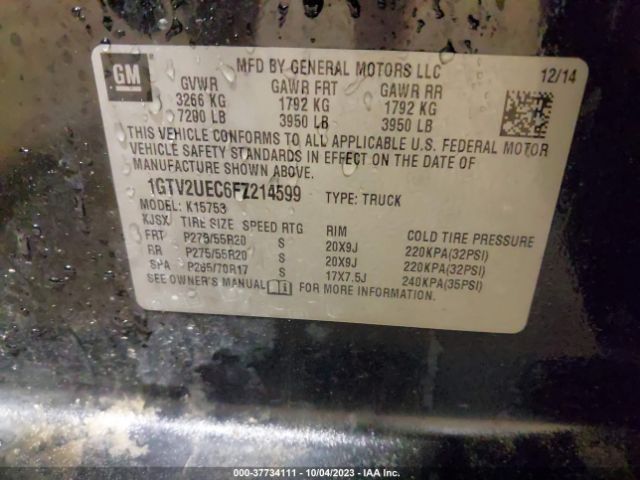 GM
MFD BY GENERAL MOTORS LLC 12/14
GVWR GAWR FRT GAWR RR
3266 KG 1792 KG 1792 KG
7200 LB 3950 LB 3950 LB
THIS VEHICLE CONFORMS TO ALL APPLICABLE U.S. FEDERAL MOTOR
VEHICLE SAFETY STANDARDS IN EFFECT ON THE DATE OF
MANUFACTURE SHOWN ABOVE.
1GTV2UEC6FZ214599 TYPE: TRUCK
MODEL: K15753
KJSX TIRE SIZE SPEED RTG RIM COLD TIRE PRESSURE
FRT P275/55R20 S 20X9J 220KPA(32PSI)
RR P275/55R20 S 20X9J 220KPA(32PSI)
SPA P265/70R17 S 17X7.5J 240KPA(35PSI)
SEE OWNER'S MANUAL FOR MORE INFORMATION.
000-37734111 - 10/04/2023 - IAA Inc.